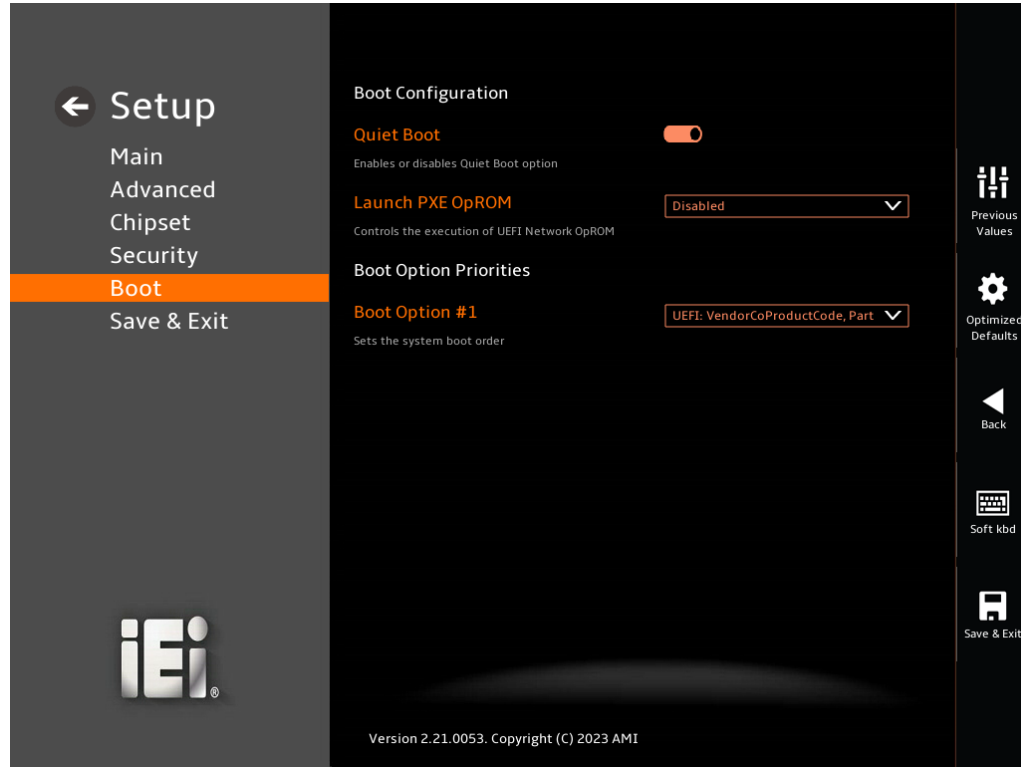 Setup
Main
Advanced
Chipset
Security
Boot
Save & Exit
iEi®
Boot Configuration
Quiet Boot
Enables or disables Quiet Boot option
Launch PXE OpROM
Disabled
Controls the execution of UEFI Network OpROM
Boot Option Priorities
Boot Option #1
UEFI: VendorCoProductCode, Part
Sets the system boot order
Version 2.21.0053. Copyright (C) 2023 AMI
Previous
Values
Optimized
Defaults
Back
Soft kbd
Save & Exit